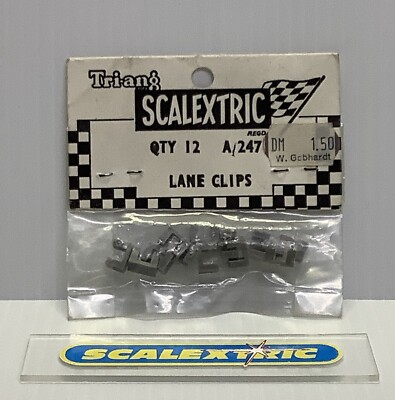 Tri-ang
SCALEXTRIC
REGD
QTY 12 A/247
DM 1.50
W. Gebhardt
LANE CLIPS
SCALEXTRIC